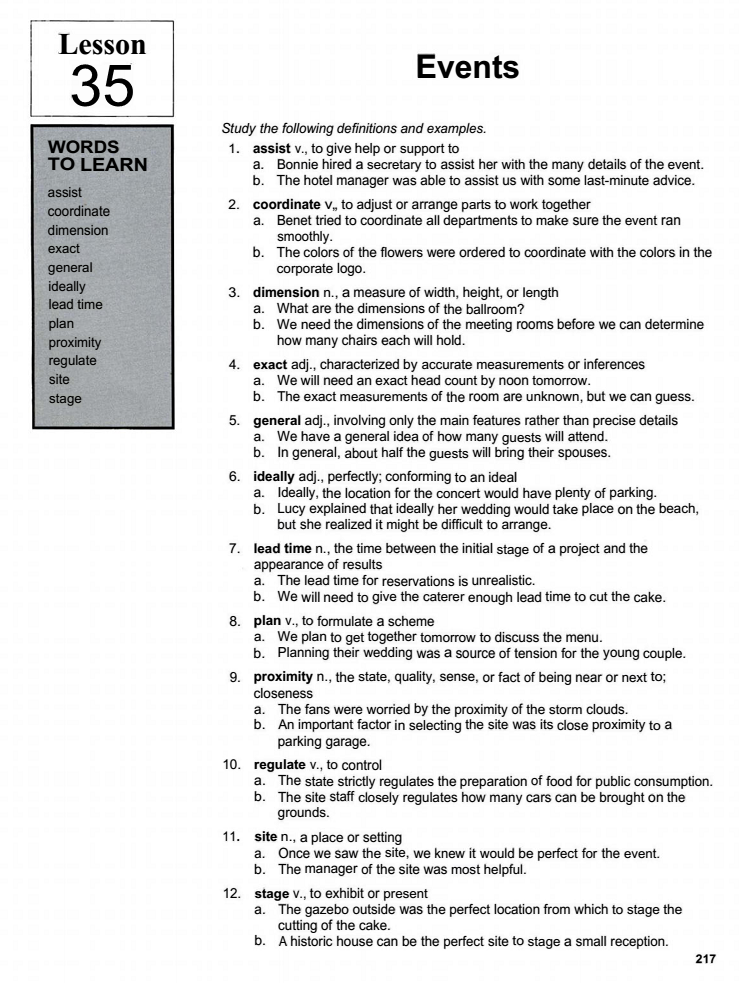 Lesson
35
Events
WORDS
TO LEARN
assist
coordinate
dimension
exact
general
ideally
lead time
plan
proximity
regulate
site
stage
Study the following definitions and examples.
1. assist v., to give help or support to
a. Bonnie hired a secretary to assist her with the many details of the event.
b. The hotel manager was able to assist us with some last-minute advice.
2. coordinate v,, to adjust or arrange parts to work together
a. Benet tried to coordinate all departments to make sure the event ran
smoothly.
b. The colors of the flowers were ordered to coordinate with the colors in the
corporate logo.
3. dimension n., a measure of width, height, or length
a. What are the dimensions of the ballroom?
b. We need the dimensions of the meeting rooms before we can determine
how many chairs each will hold.
4. exact adj., characterized by accurate measurements or inferences
a. We will need an exact head count by noon tomorrow.
b. The exact measurements of the room are unknown, but we can guess.
5. general adj., involving only the main features rather than precise details
a. We have a general idea of how many guests will attend.
b. In general, about half the guests will bring their spouses.
6. ideally adj., perfectly; conforming to an ideal
a. Ideally, the location for the concert would have plenty of parking.
b. Lucy explained that ideally her wedding would take place on the beach,
but she realized it might be difficult to arrange.
7. lead time n., the time between the initial stage of a project and the
appearance of results
a. The lead time for reservations is unrealistic.
b. We will need to give the caterer enough lead time to cut the cake.
8. plan v., to formulate a scheme
a. We plan to get together tomorrow to discuss the menu.
b. Planning their wedding was a source of tension for the young couple.
9. proximity n., the state, quality, sense, or fact of being near or next to;
closeness
a. The fans were worried by the proximity of the storm clouds.
b. An important factor in selecting the site was its close proximity to a
parking garage.
10. regulate v., to control
a. The state strictly regulates the preparation of food for public consumption.
b. The site staff closely regulates how many cars can be brought on the
grounds.
11. site n., a place or setting
a. Once we saw the site, we knew it would be perfect for the event.
b. The manager of the site was most helpful.
12. stage v., to exhibit or present
a. The gazebo outside was the perfect location from which to stage the
cutting of the cake.
b. A historic house can be the perfect site to stage a small reception.
217